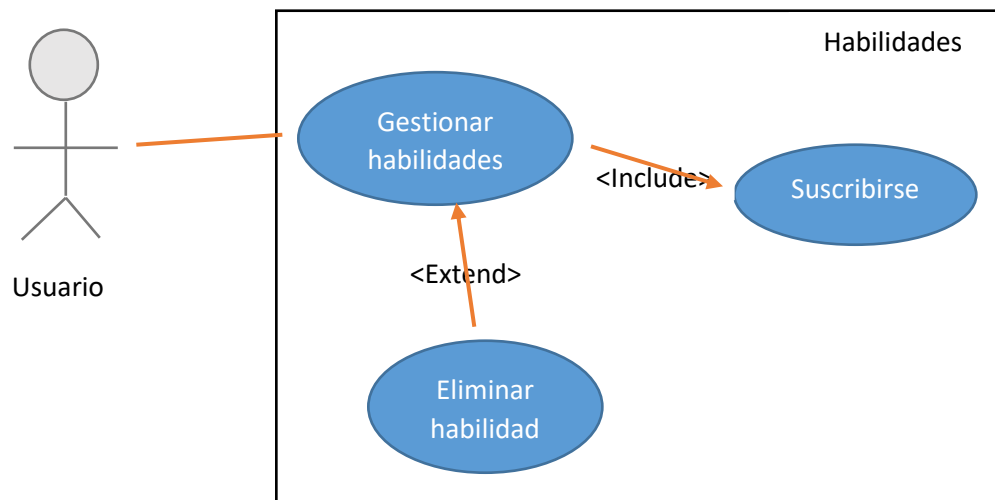 Habilidades
Gestionar
habilidades
<Include>
Suscribirse
<Extend>
Usuario
Eliminar
habilidad